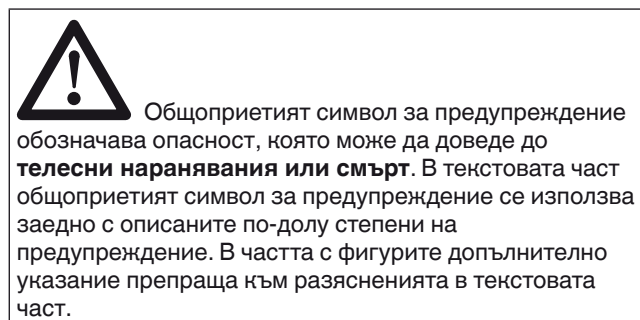 Общоприетият символ за предупреждение
обозначава опасност, която може да доведе до
телесни наранявания или смърт. В текстовата част
общоприетият символ за предупреждение се използва
заедно с описаните по-долу степени на
предупреждение. В частта с фигурите допълнително
указание препраща към разясненията в текстовата
част.